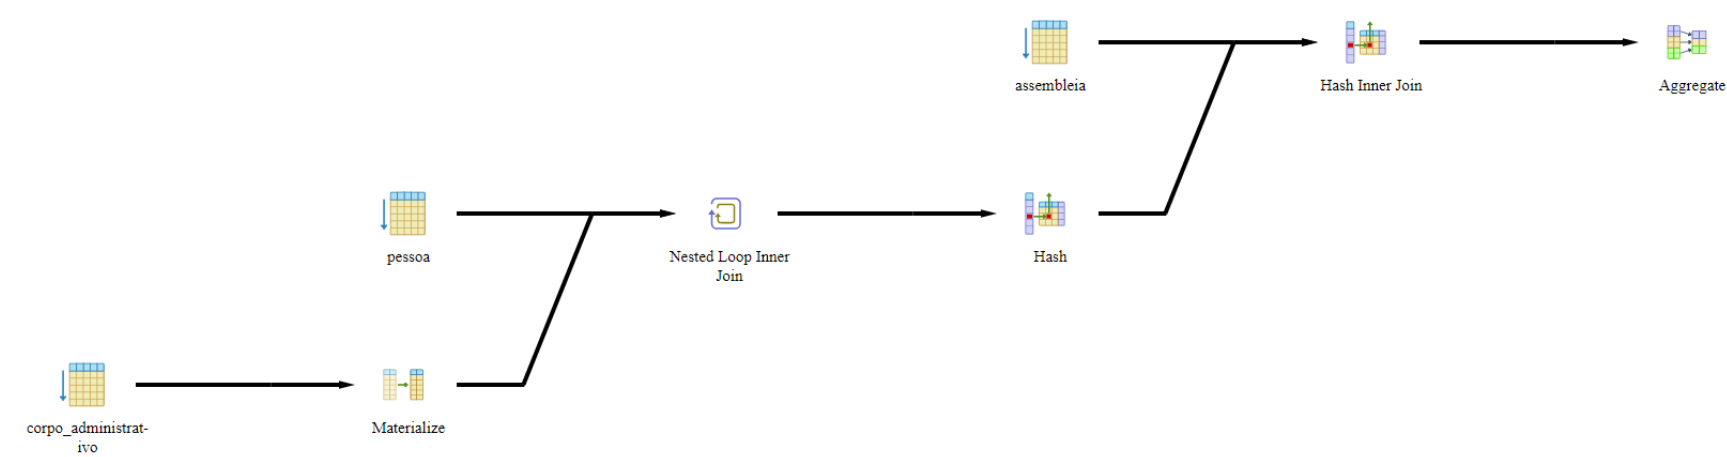 assembleia
Hash Inner Join
Aggregate
pessoa
Nested Loop Inner
Join
Hash
corpo_administrat-
ivo
Materialize